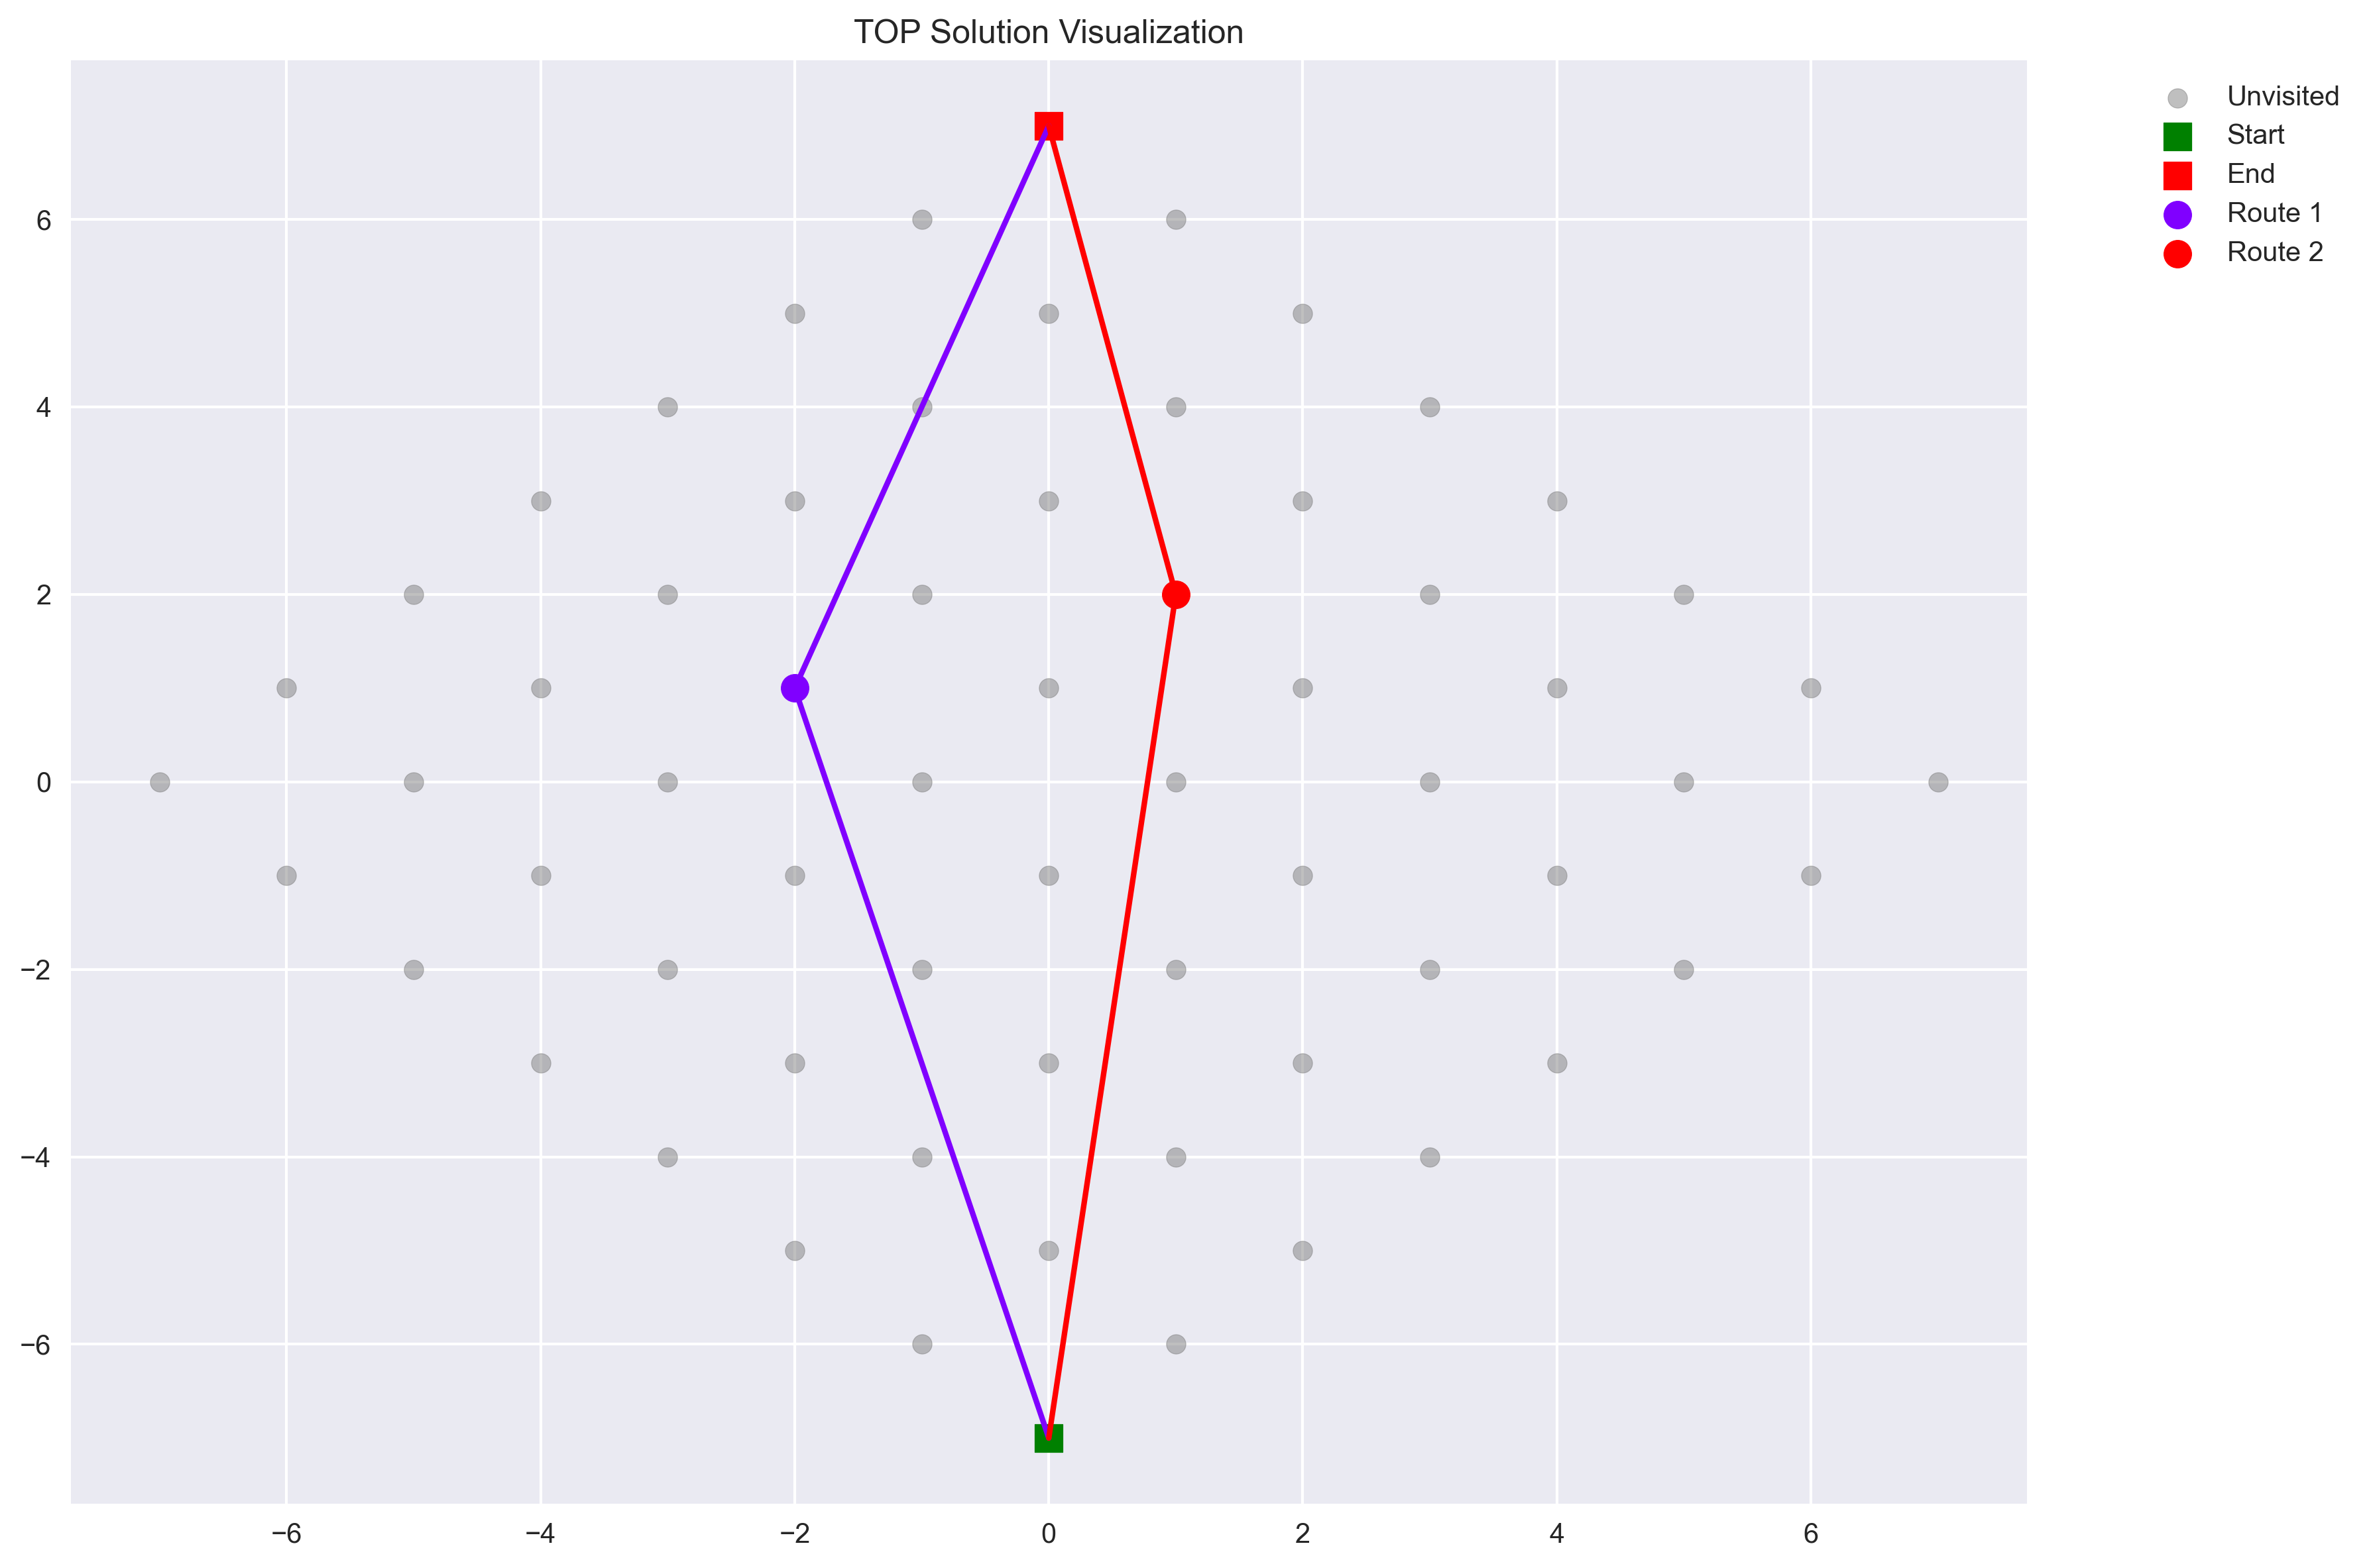 TOP Solution Visualization
Unvisited
Start
End
Route 1
Route 2
6
4
2
0
−2
−4
−6
−6 −4 −2 0 2 4 6